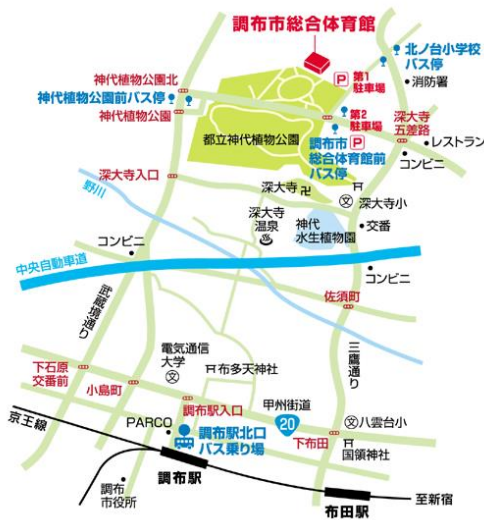 調布市総合体育館
北ノ台小学校
バス停
P 第1
駐車場
消防署
神代植物公園北
神代植物公園前バス停
神代植物公園
第2
駐車場
P
深大寺
五差路
レストラン
コンビニ
都立神代植物公園
調布市
総合体育館前
バス停
深大寺入口
深大寺
文 深大寺小
野川
深大寺
温泉
神代
水生植物園
交番
コンビニ
中央自動車道
コンビニ
佐須町
武蔵境通り
三鷹通り
電気通信
大学
文
布多天神社
下石原
交番前
小島町
調布駅入口
甲州街道
20
文 八雲台小
京王線
PARCO
調布駅北口
バス乗り場
下布田
国領神社
調布駅
調布
市役所
布田駅
至新宿